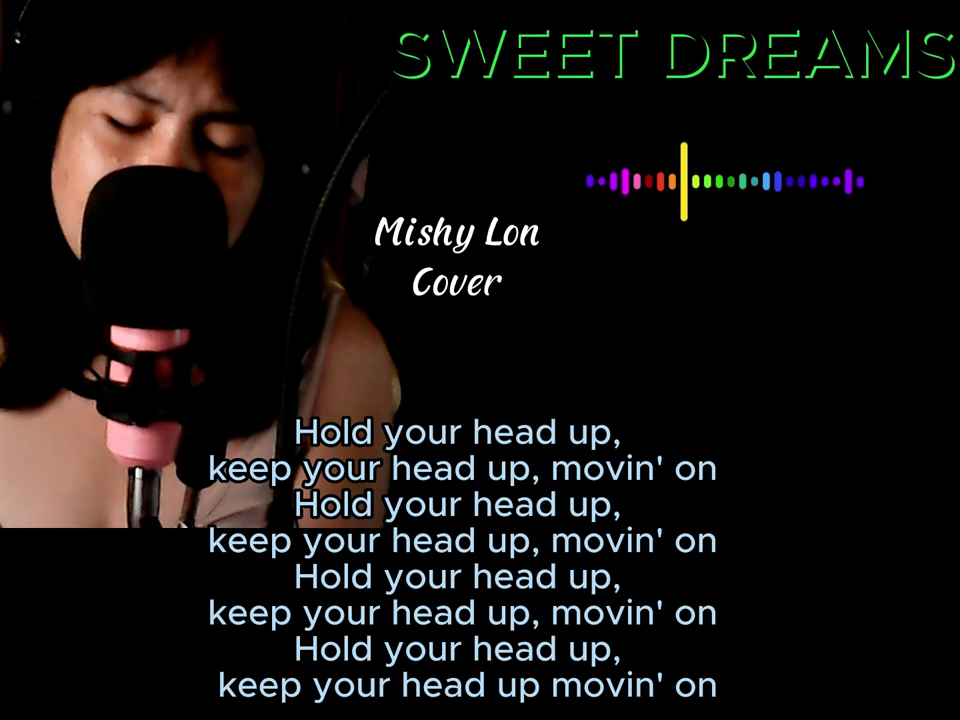 SWEET DREAMS
Mishy Lon
Cover
Hold your head up,
keep your head up, movin' on
Hold your head up,
keep your head up, movin' on
Hold your head up,
keep your head up, movin' on
Hold your head up,
keep your head up movin' on